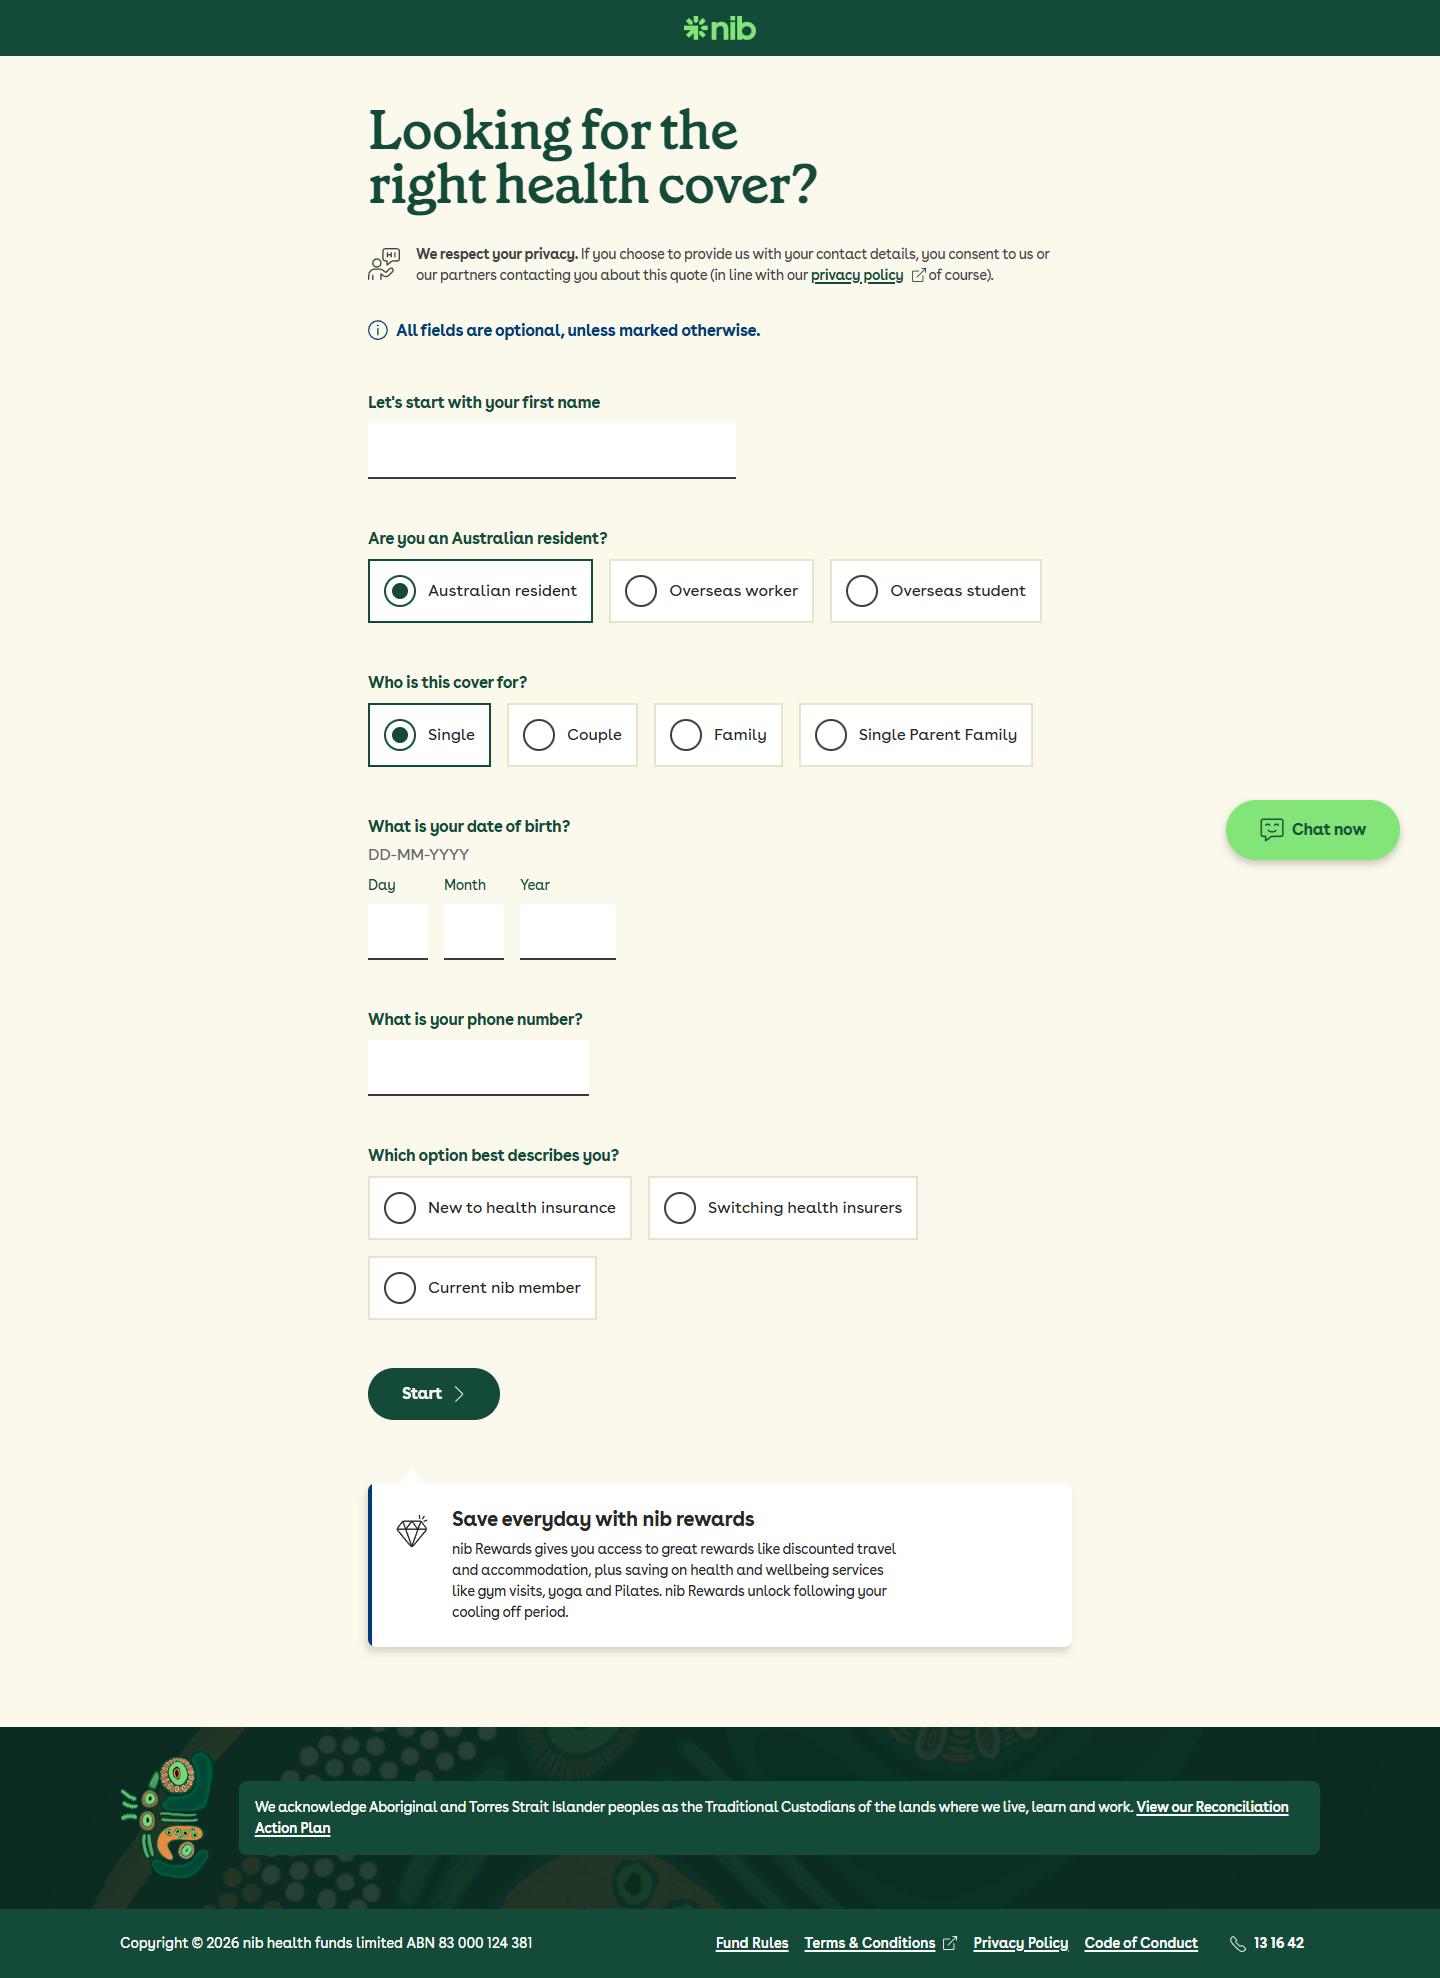 nib
Looking for the
right health cover?
HI
We respect your privacy. If you choose to provide us with your contact details, you consent to us or
our partners contacting you about this quote (in line with our privacy policy of course).
All fields are optional, unless marked otherwise.
Let's start with your first name
Are you an Australian resident?
Australian resident
Overseas worker
Overseas student
Who is this cover for?
Single
Couple
Family
Single Parent Family
What is your date of birth?
DD-MM-YYYY
Day
Month
Year
Chat now
What is your phone number?
Which option best describes you?
New to health insurance
Switching health insurers
Current nib member
Start
Save everyday with nib rewards
nib Rewards gives you access to great rewards like discounted travel
and accommodation, plus saving on health and wellbeing services
like gym visits, yoga and Pilates. nib Rewards unlock following your
cooling off period.
We acknowledge Aboriginal and Torres Strait Islander peoples as the Traditional Custodians of the lands where we live, learn and work. View our Reconciliation
Action Plan
Copyright © 2026 nib health funds limited ABN 83 000 124 381
Fund Rules
Terms & Conditions
Privacy Policy
Code of Conduct
13 16 42